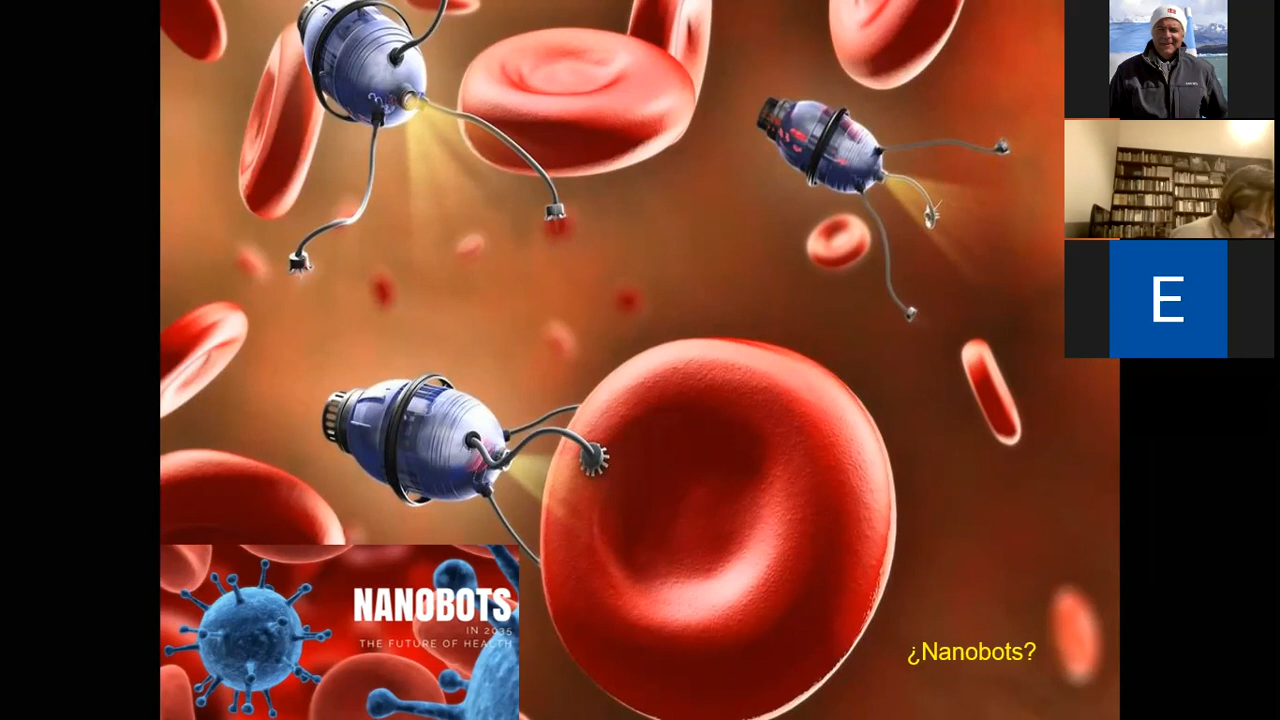 E
NANOBOTS
IN 2035
THE FUTURE OF HEALTH
¿Nanobots?